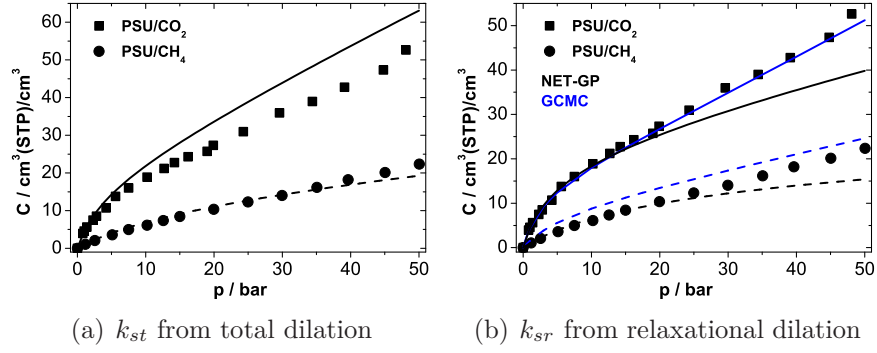 PSU/CO₂
PSU/CH₄
C / cm³(STP)/cm³
60
50
40
30
20
10
0
0 10 20 30 40 50
p / bar
(a) k_st from total dilation
PSU/CO₂
PSU/CH₄
NET-GP
GCMC
C / cm³(STP)/cm³
50
40
30
20
10
0
0 10 20 30 40 50
p / bar
(b) k_sr from relaxational dilation